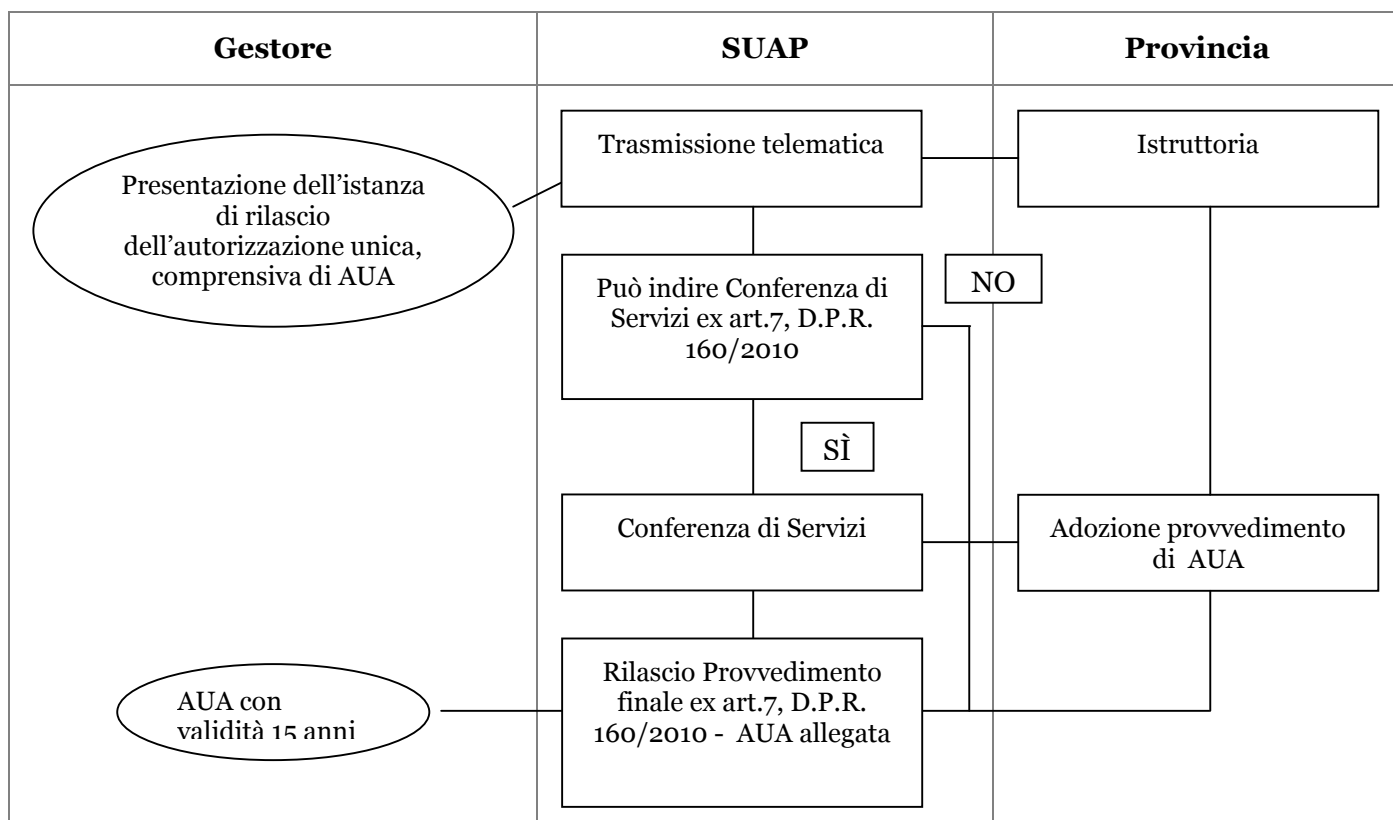 Gestore
SUAP
Provincia
Presentazione dell'istanza
di rilascio
dell'autorizzazione unica,
comprensiva di AUA
Trasmissione telematica
Istruttoria
Può indire Conferenza di
Servizi ex art.7, D.P.R.
160/2010
NO
SÌ
Conferenza di Servizi
Adozione provvedimento
di AUA
AUA con
validità 15 anni
Rilascio Provvedimento
finale ex art.7, D.P.R.
160/2010 - AUA allegata